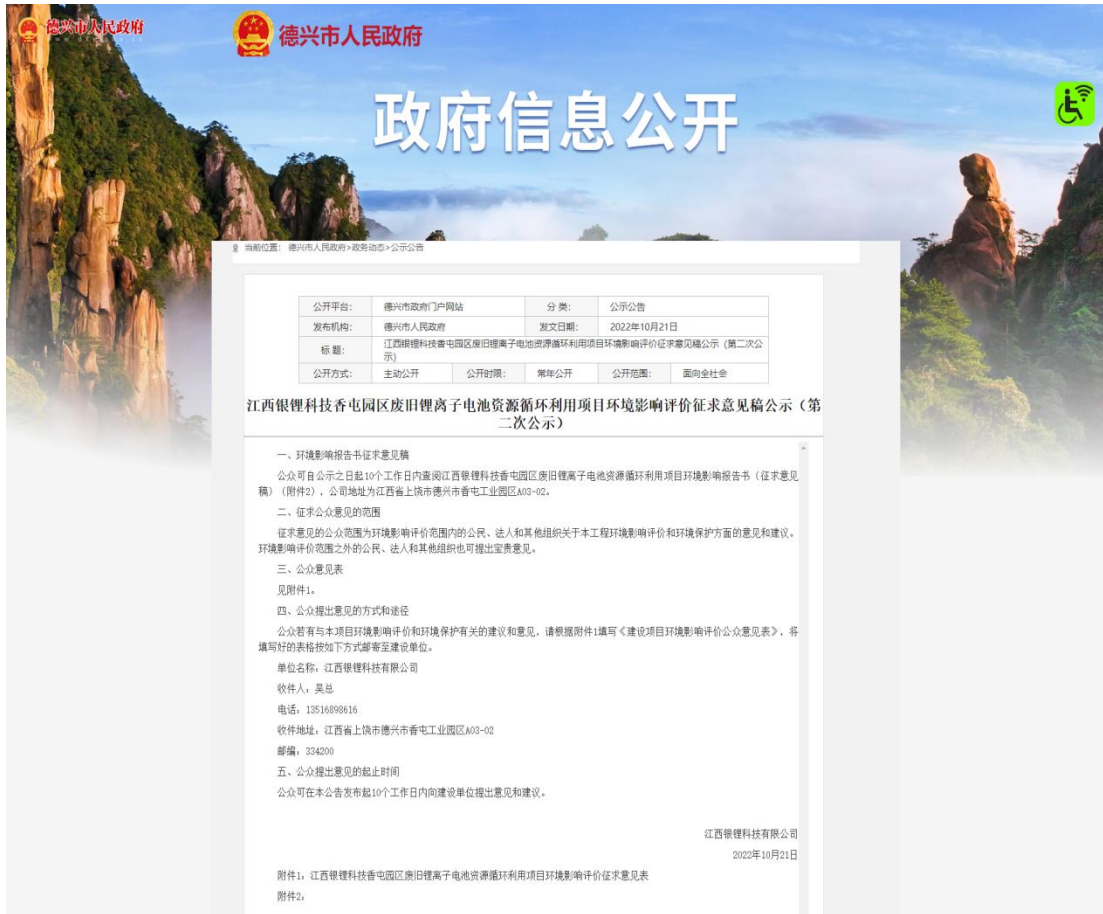 德兴市人民政府
德兴市人民政府
政府信息公开
当前位置： 德兴市人民政府>政务动态>公示公告
公开平台： 德兴市政府门户网站 分 类： 公示公告
发布机构： 德兴市人民政府 发文日期： 2022年10月21日
标 题： 江西银锂科技香屯园区废旧锂离子电池资源循环利用项目环境影响评价征求意见稿公示（第二次公
示）
公开方式： 主动公开 公开时限： 常年公开 公开范围： 面向全社会
江西银锂科技香屯园区废旧锂离子电池资源循环利用项目环境影响评价征求意见稿公示（第
二次公示）
一、环境影响报告书征求意见稿
公众可自公示之日起10个工作日内查阅江西银锂科技香屯园区废旧锂离子电池资源循环利用项目环境影响报告书（征求意见
稿）（附件2），公司地址为江西省上饶市德兴市香屯工业园区A03-02。
二、征求公众意见的范围
征求意见的公众范围为环境影响评价范围内的公民、法人和其他组织关于本工程环境影响评价和环境保护方面的意见和建议。
环境影响评价范围之外的公民、法人和其他组织也可提出宝贵意见。
三、公众意见表
见附件1。
四、公众提出意见的方式和途径
公众若有与本项目环境影响评价和环境保护有关的建议和意见，请根据附件1填写《建设项目环境影响评价公众意见表》，将
填写好的表格按如下方式邮寄至建设单位。
单位名称：江西银锂科技有限公司
收件人：吴总
电话：13516898616
收件地址：江西省上饶市德兴市香屯工业园区A03-02
邮编：334200
五、公众提出意见的起止时间
公众可在本公告发布起10个工作日内向建设单位提出意见和建议。
江西银锂科技有限公司
2022年10月21日
附件1：江西银锂科技香屯园区废旧锂离子电池资源循环利用项目环境影响评价征求意见表
附件2：